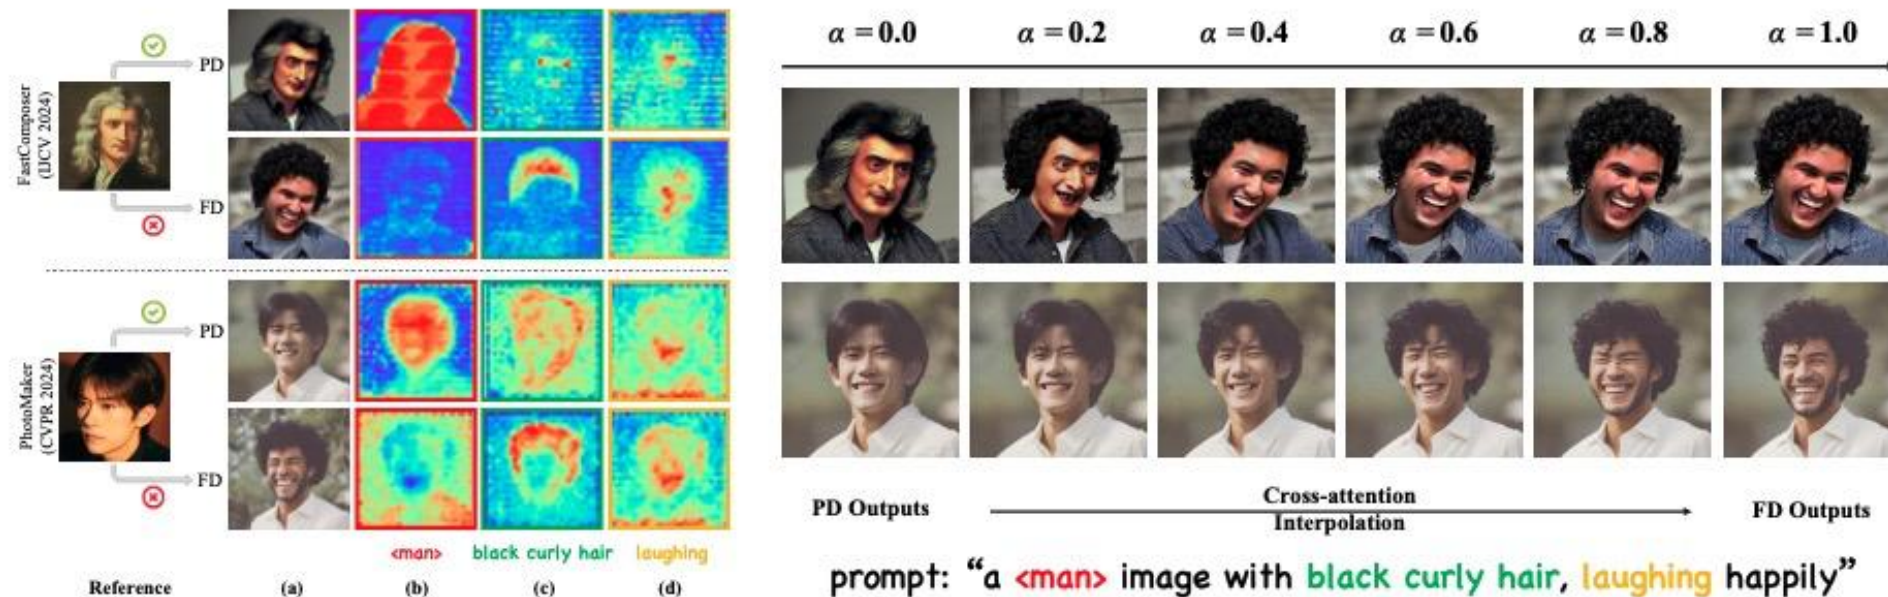 FastComposer
(IJCV 2024)
PD
FD
PhotoMaker
(CVPR 2024)
PD
FD
<man>
black curly hair
laughing
Reference
(a)
(b)
(c)
(d)
α = 0.0
α = 0.2
α = 0.4
α = 0.6
α = 0.8
α = 1.0
PD Outputs
Cross-attention
Interpolation
FD Outputs
prompt: “a <man> image with black curly hair, laughing happily”